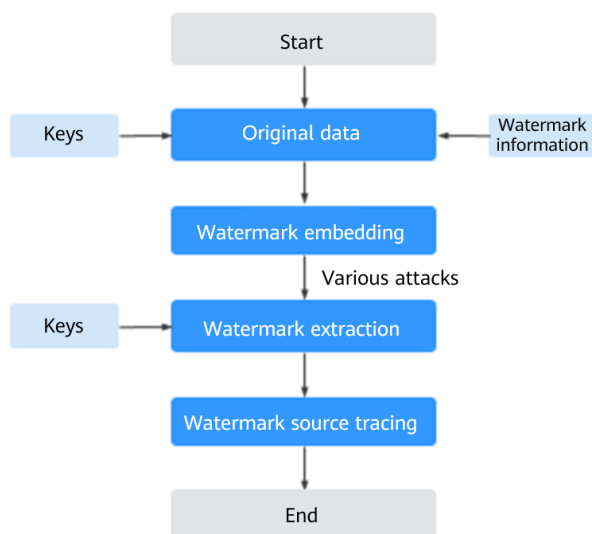 Start
Keys
Original data
Watermark
information
Watermark embedding
Various attacks
Keys
Watermark extraction
Watermark source tracing
End